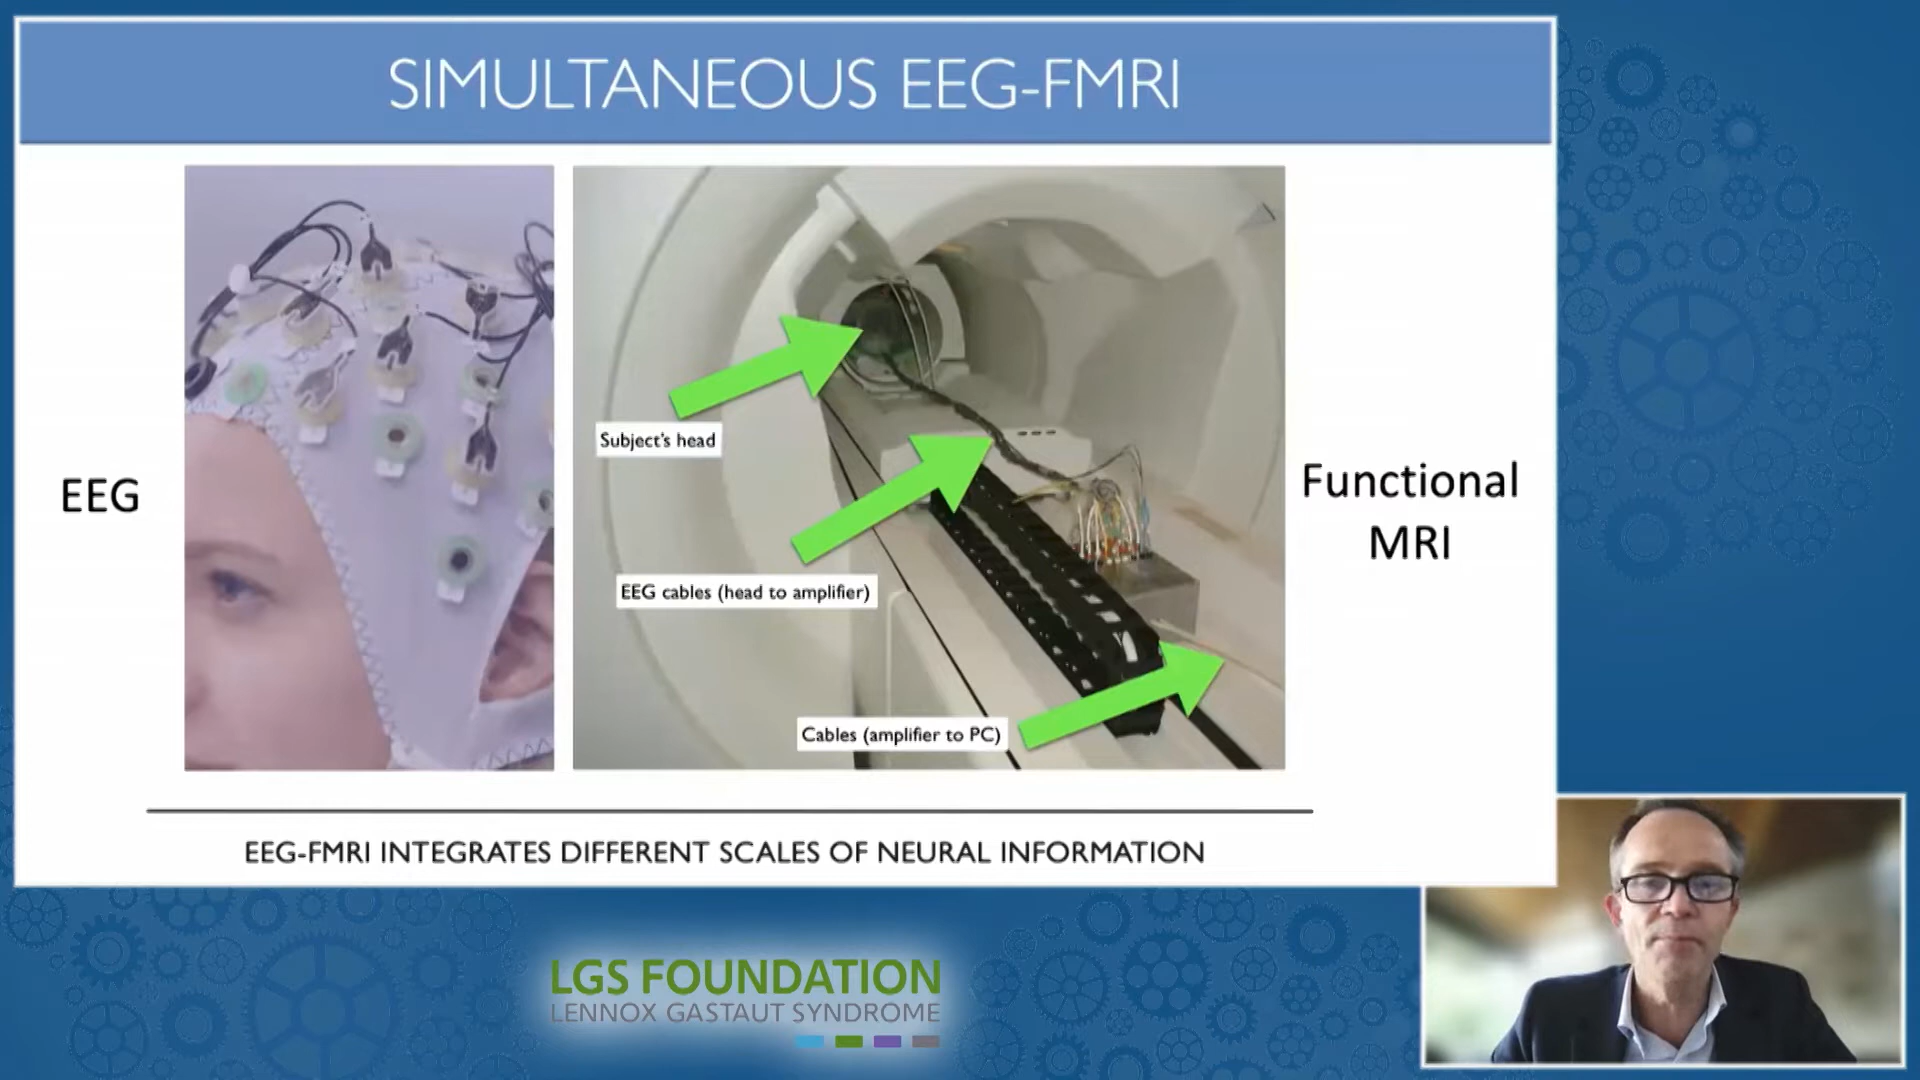 SIMULTANEOUS EEG-FMRI
EEG
Subject's head
EEG cables (head to amplifier)
Cables (amplifier to PC)
Functional
MRI
EEG-FMRI INTEGRATES DIFFERENT SCALES OF NEURAL INFORMATION
LGS FOUNDATION
LENNOX GASTAUT SYNDROME